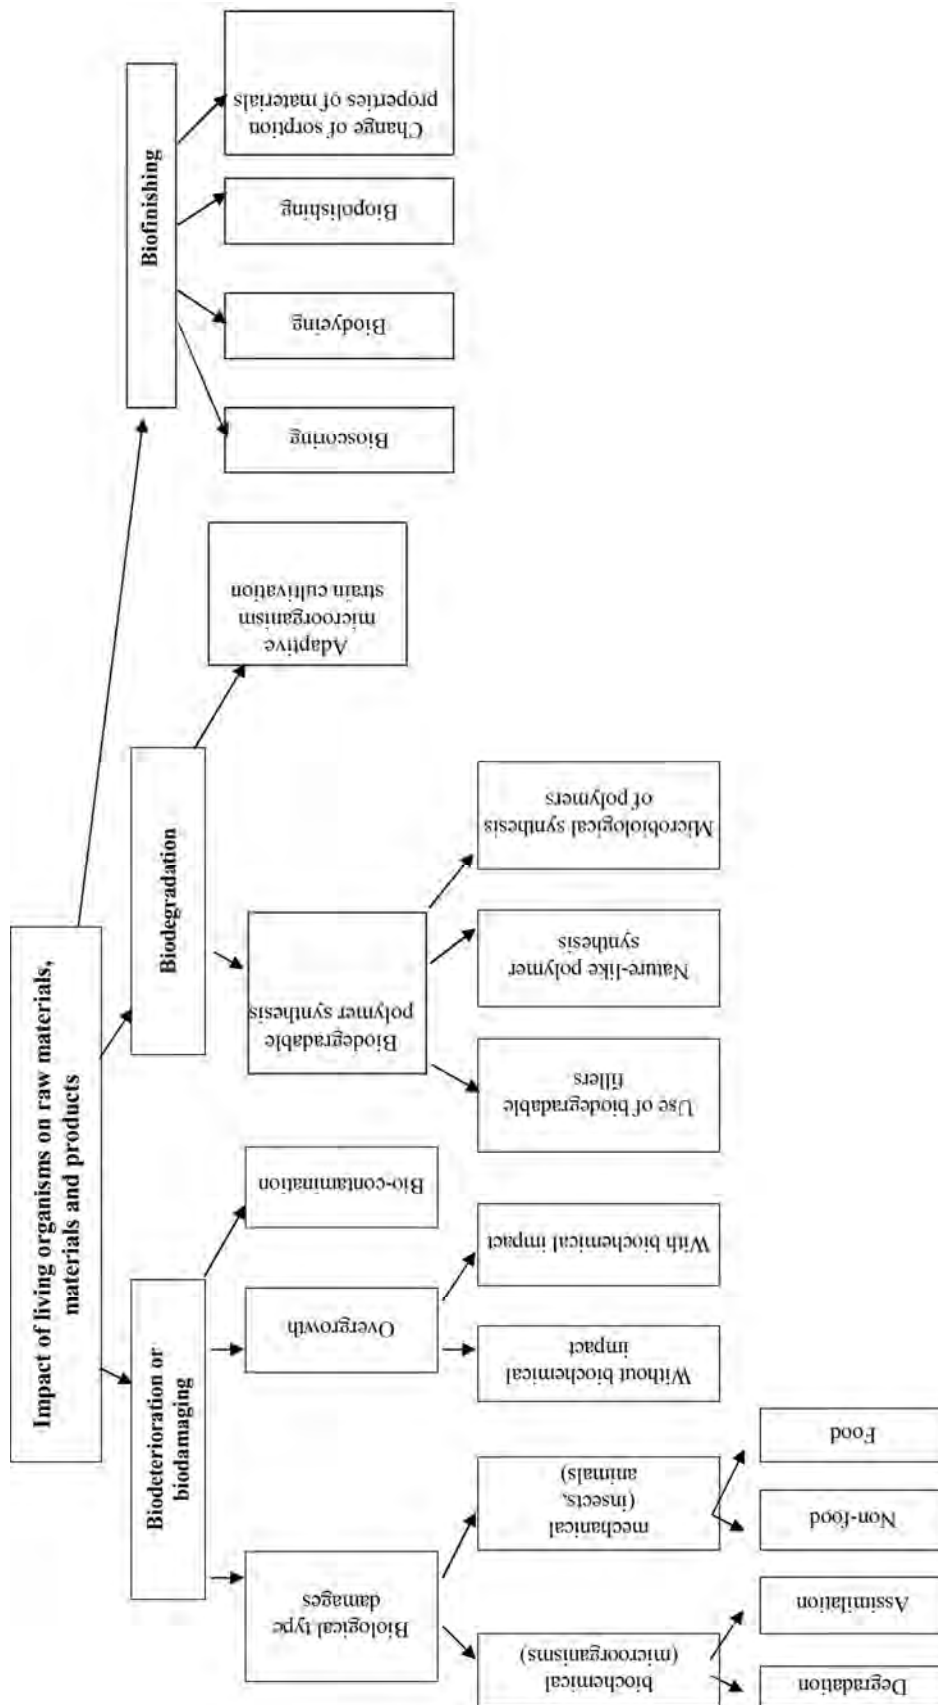 Impact of living organisms on raw materials,
materials and products
Biodeterioration or
biodamaging
Biodegradation
Biofinishing
Biological type
damages
Overgrowth
Bio-contamination
Biodegradable
polymer synthesis
Adaptive
microorganism
strain cultivation
Bioscoring
Biodyeing
Biopolishing
Change of sorption
properties of materials
biochemical
(microorganisms)
mechanical
(insects,
animals)
Without biochemical
impact
With biochemical impact
Use of biodegradable
fillers
Nature-like polymer
synthesis
Microbiological synthesis
of polymers
Degradation
Assimilation
Non-food
Food